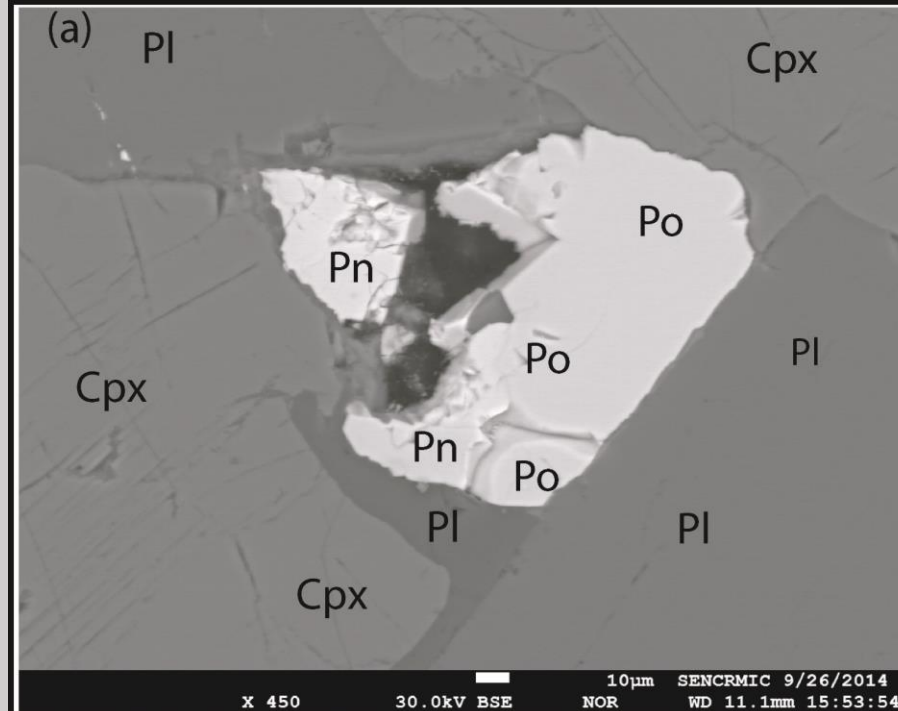 (a)
Pl
Cpx
Po
Pn
Po
Pl
Cpx
Pn
Po
Pl
Pl
Cpx
10µm SENCRMIC 9/26/2014
X 450 30.0kV BSE NOR WD 11.1mm 15:53:54